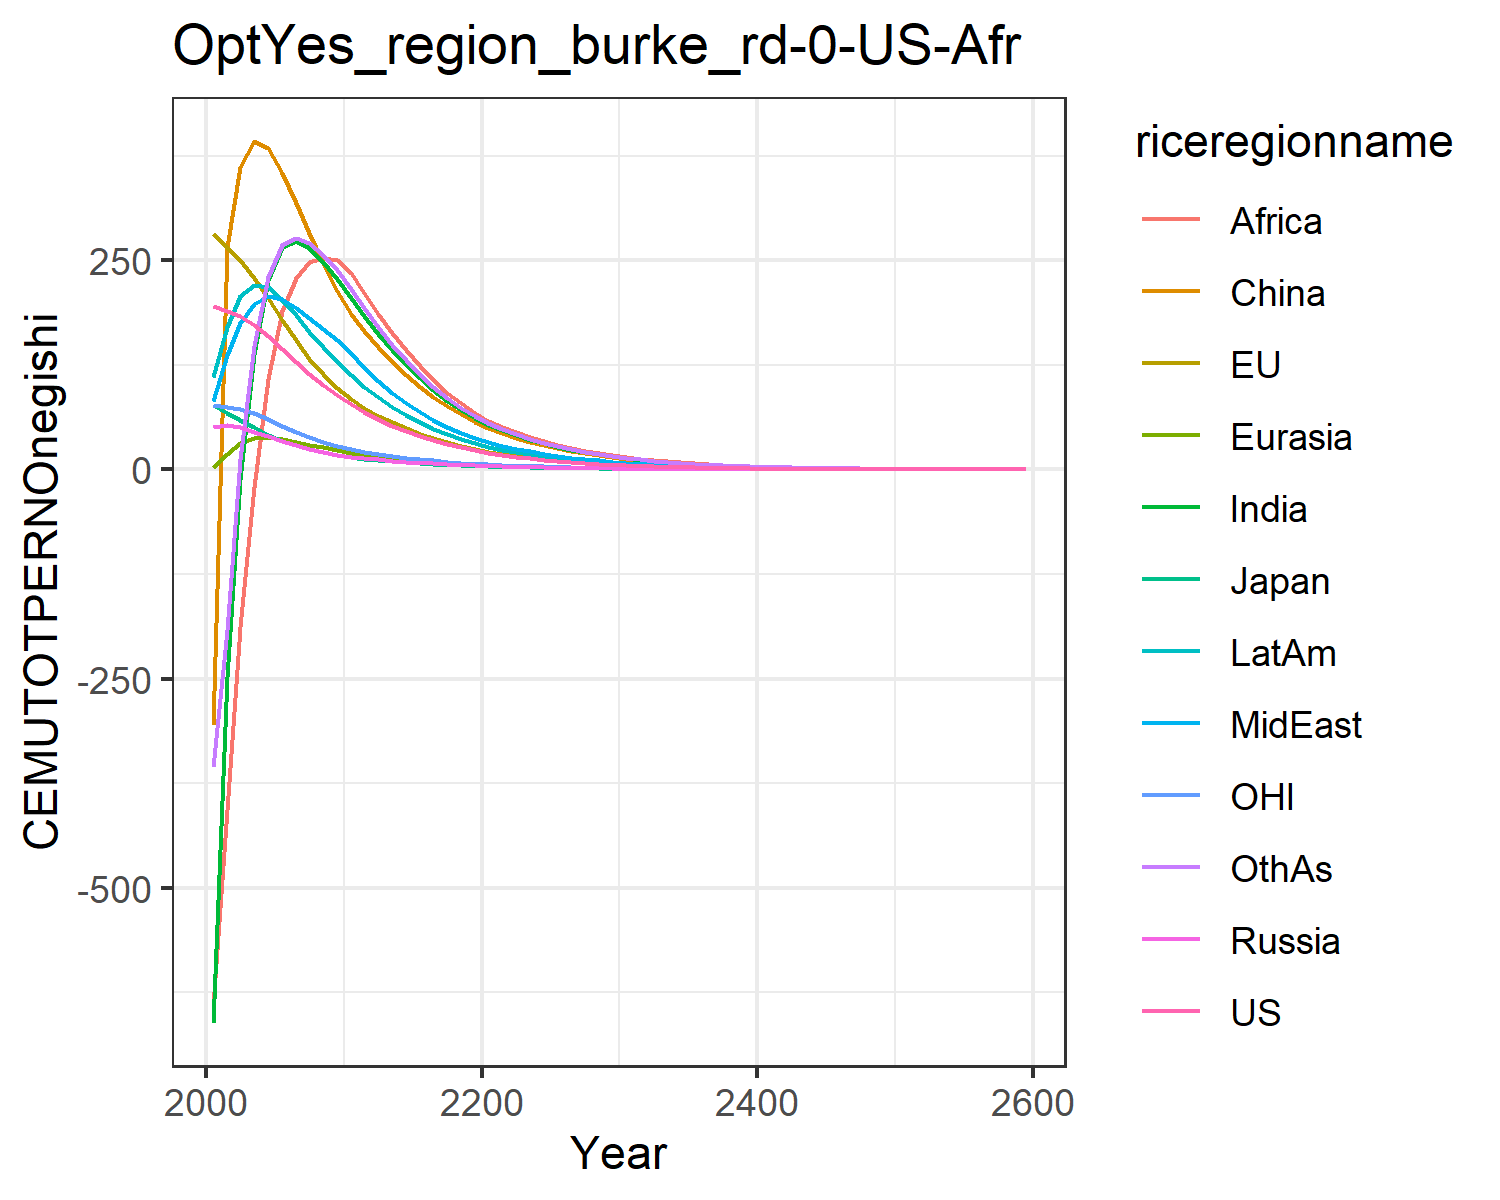 OptYes_region_burke_rd-0-US-Afr
CEMUTOTPERNOnegishi
250
0
-250
-500
2000
2200
2400
2600
Year
riceregionname
Africa
China
EU
Eurasia
India
Japan
LatAm
MidEast
OHI
OthAs
Russia
US